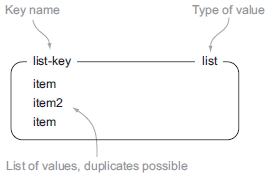 Key name
Type of value
list-key
list
item
item2
item
List of values, duplicates possible